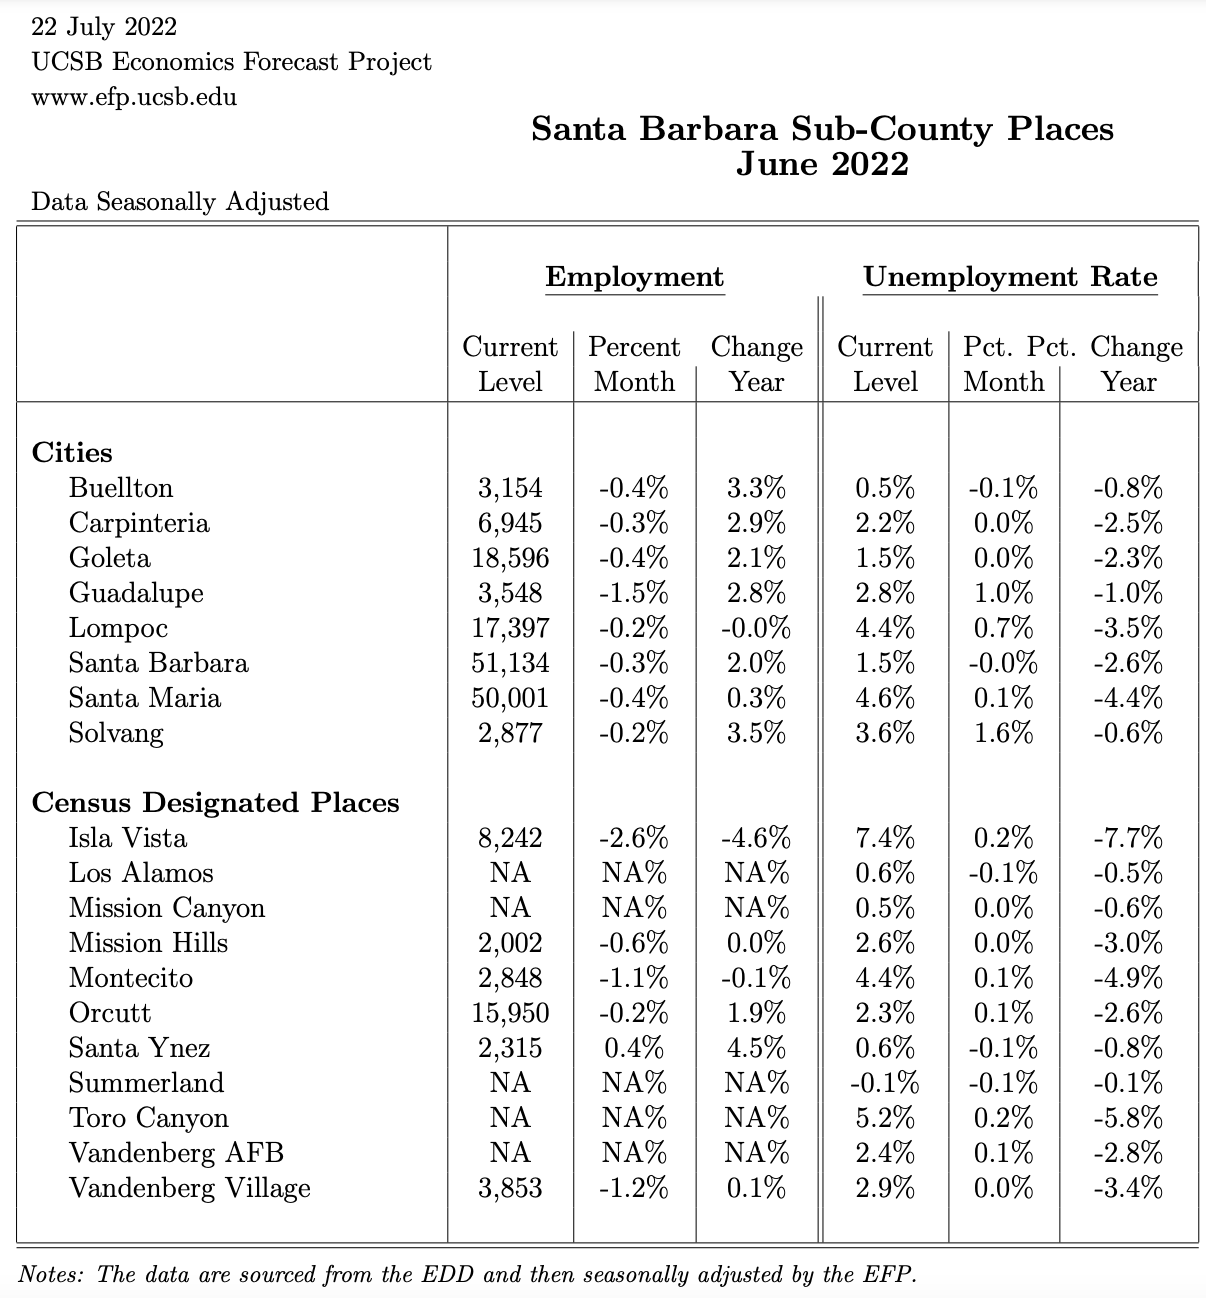 22 July 2022
UCSB Economics Forecast Project
www.efp.ucsb.edu
Santa Barbara Sub-County Places
June 2022
Data Seasonally Adjusted
Employment Unemployment Rate
Current Percent Change Current Pct. Pct. Change
Level Month Year Level Month Year
Cities
Buellton 3,154 -0.4% 3.3% 0.5% -0.1% -0.8%
Carpinteria 6,945 -0.3% 2.9% 2.2% 0.0% -2.5%
Goleta 18,596 -0.4% 2.1% 1.5% 0.0% -2.3%
Guadalupe 3,548 -1.5% 2.8% 2.8% 1.0% -1.0%
Lompoc 17,397 -0.2% -0.0% 4.4% 0.7% -3.5%
Santa Barbara 51,134 -0.3% 2.0% 1.5% -0.0% -2.6%
Santa Maria 50,001 -0.4% 0.3% 4.6% 0.1% -4.4%
Solvang 2,877 -0.2% 3.5% 3.6% 1.6% -0.6%
Census Designated Places
Isla Vista 8,242 -2.6% -4.6% 7.4% 0.2% -7.7%
Los Alamos NA NA% NA% 0.6% -0.1% -0.5%
Mission Canyon NA NA% NA% 0.5% 0.0% -0.6%
Mission Hills 2,002 -0.6% 0.0% 2.6% 0.0% -3.0%
Montecito 2,848 -1.1% -0.1% 4.4% 0.1% -4.9%
Orcutt 15,950 -0.2% 1.9% 2.3% 0.1% -2.6%
Santa Ynez 2,315 0.4% 4.5% 0.6% -0.1% -0.8%
Summerland NA NA% NA% -0.1% -0.1% -0.1%
Toro Canyon NA NA% NA% 5.2% 0.2% -5.8%
Vandenberg AFB NA NA% NA% 2.4% 0.1% -2.8%
Vandenberg Village 3,853 -1.2% 0.1% 2.9% 0.0% -3.4%
Notes: The data are sourced from the EDD and then seasonally adjusted by the EFP.